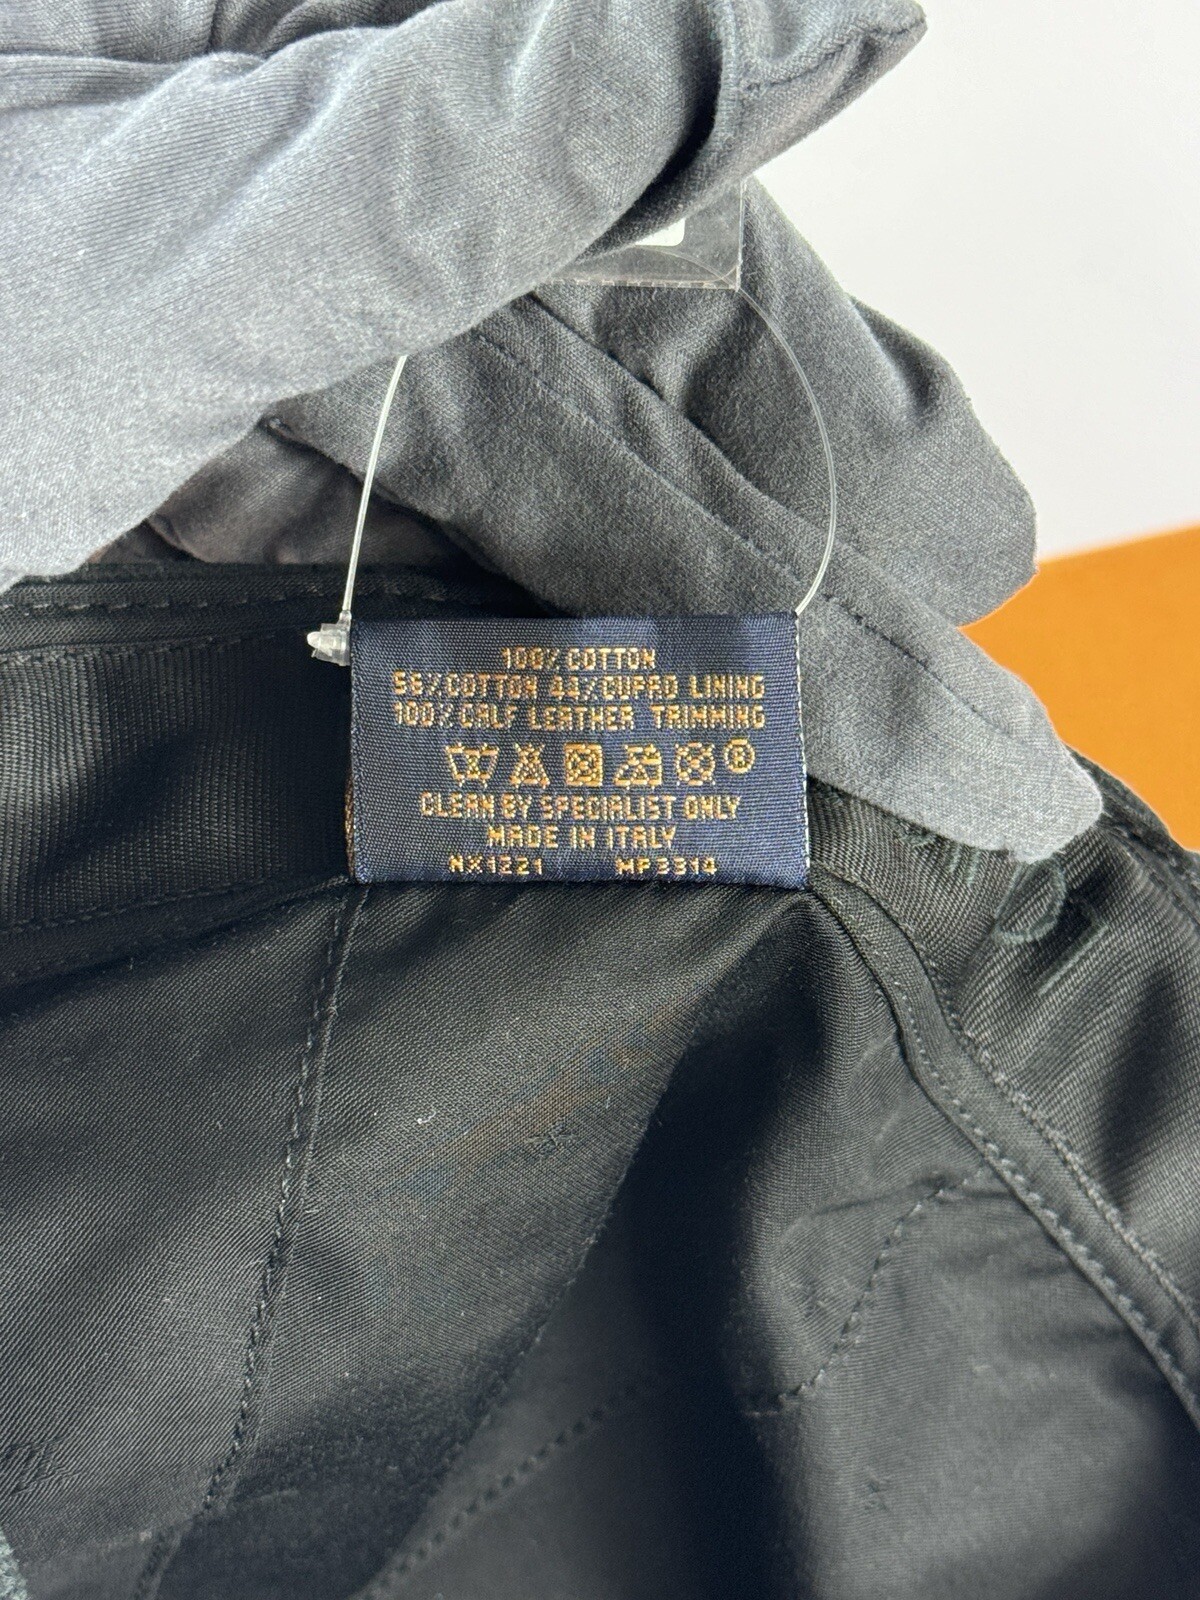 100% COTTON
56% COTTON 44% CUPRO LINING
100% CALF LEATHER TRIMMING
CLEAN BY SPECIALIST ONLY
MADE IN ITALY
NX1221 MP3314